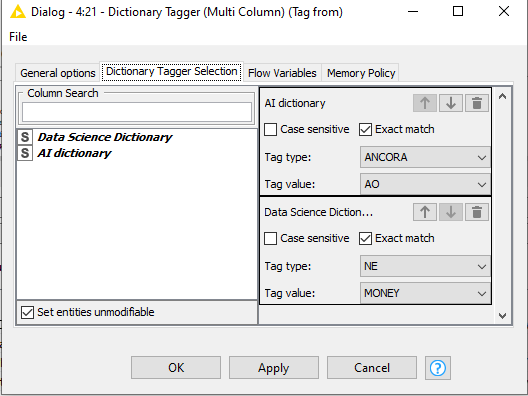 Dialog - 4:21 - Dictionary Tagger (Multi Column) (Tag from)
File
General options Dictionary Tagger Selection Flow Variables Memory Policy
Column Search
S Data Science Dictionary
S AI dictionary
Set entities unmodifiable
AI dictionary
Case sensitive Exact match
Tag type: ANCORA
Tag value: AO
Data Science Diction...
Case sensitive Exact match
Tag type: NE
Tag value: MONEY
OK Apply Cancel ?